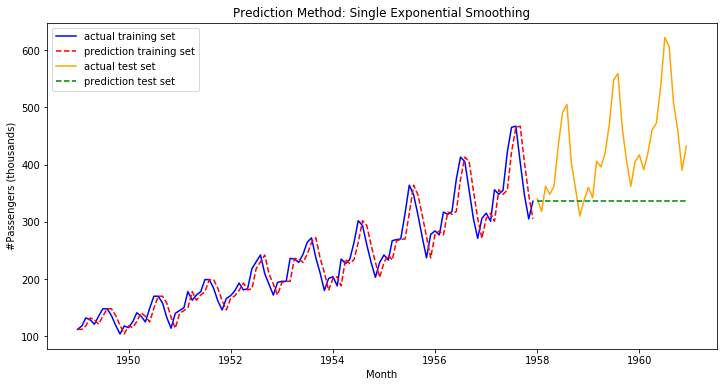 Prediction Method: Single Exponential Smoothing
actual training set
prediction training set
actual test set
prediction test set
#Passengers (thousands)
600
500
400
300
200
100
1950
1952
1954
1956
1958
1960
Month